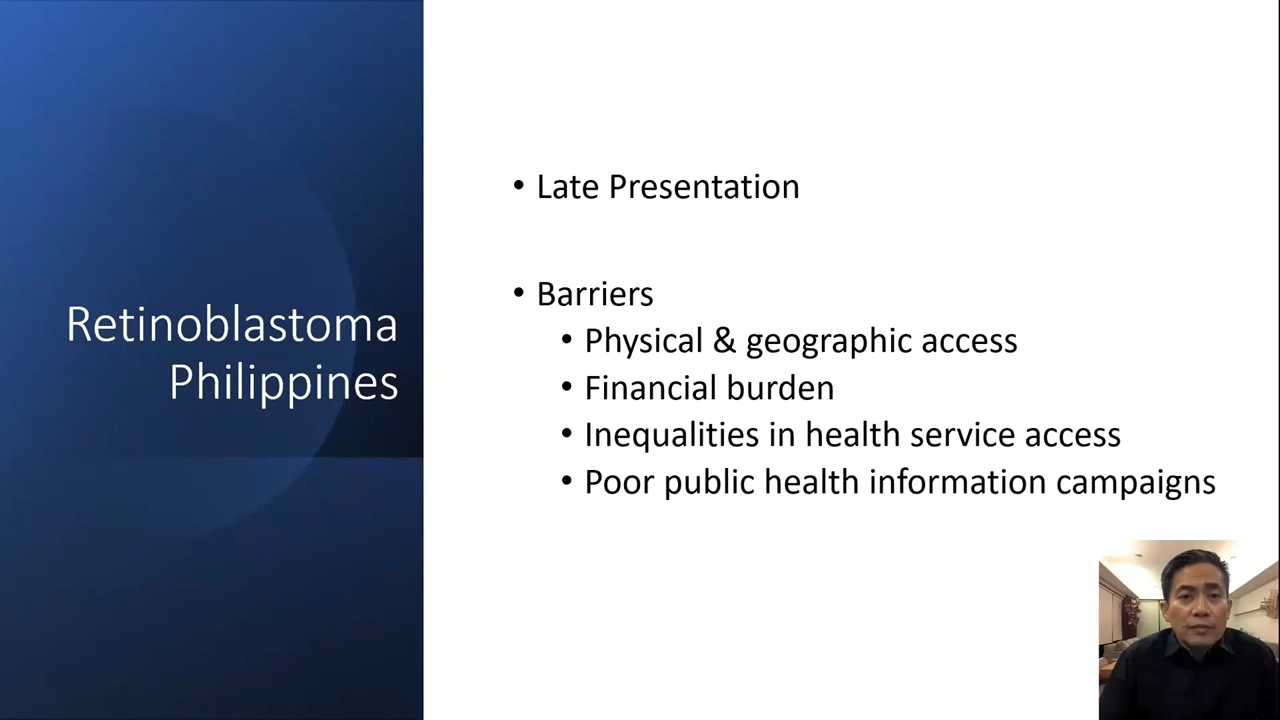 Retinoblastoma
Philippines
• Late Presentation
• Barriers
• Physical & geographic access
• Financial burden
• Inequalities in health service access
• Poor public health information campaigns